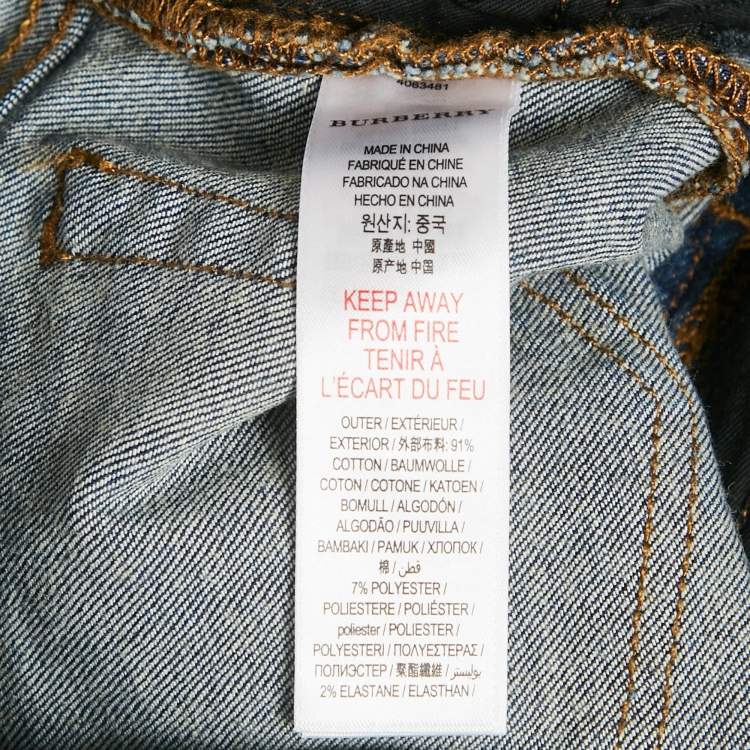 4063481
BURBERRY
MADE IN CHINA
FABRIQUÉ EN CHINE
FABRICADO NA CHINA
HECHO EN CHINA
원산지: 중국
原產地 中國
原产地 中国
KEEP AWAY
FROM FIRE
TENIR À
L'ÉCART DU FEU
OUTER / EXTÉRIEUR /
EXTERIOR / 外部布料: 91%
COTTON / BAUMWOLLE /
COTON / COTONE / KATOEN /
BOMULL / ALGODÓN /
ALGODÃO / PUUVILLA /
BAMBAKI / PAMUK / ХЛОПОК /
棉 / قطن /
7% POLYESTER /
POLIESTERE / POLIÉSTER /
poliester / POLIESTER /
POLYESTERI / ΠΟΛΥΕΣΤΕΡΑΣ /
ПОЛИЭСТЕР / 聚酯纖維 / بوليستر /
2% ELASTANE / ELASTHAN /